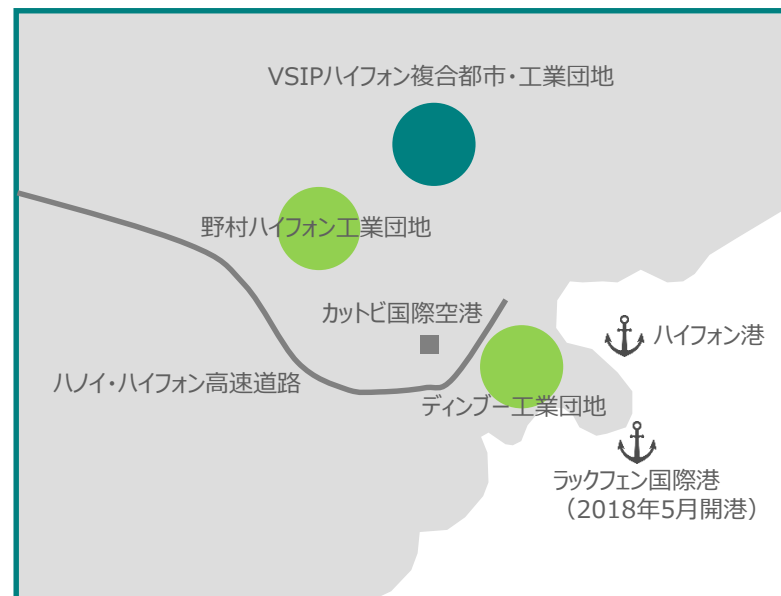 VSIPハイフォン複合都市・工業団地
野村ハイフォン工業団地
カットビ国際空港
ハイフォン港
ハノイ・ハイフォン高速道路
ディンブー工業団地
ラックフェン国際港
（2018年5月開港）